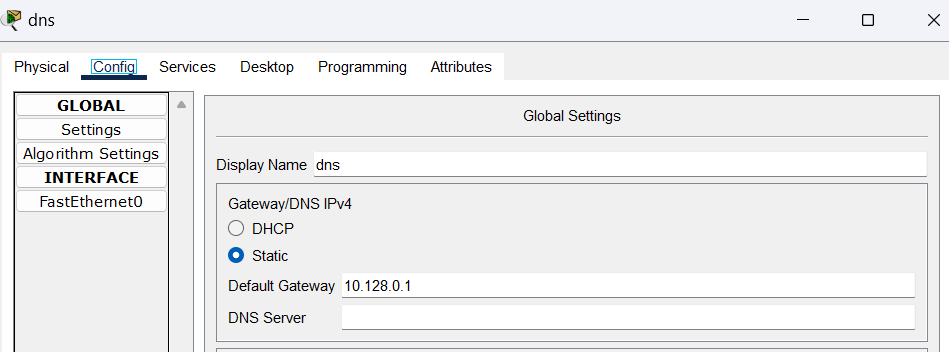 dns
Physical Config Services Desktop Programming Attributes
GLOBAL
Settings
Algorithm Settings
INTERFACE
FastEthernet0
Global Settings
Display Name dns
Gateway/DNS IPv4
DHCP
Static
Default Gateway 10.128.0.1
DNS Server